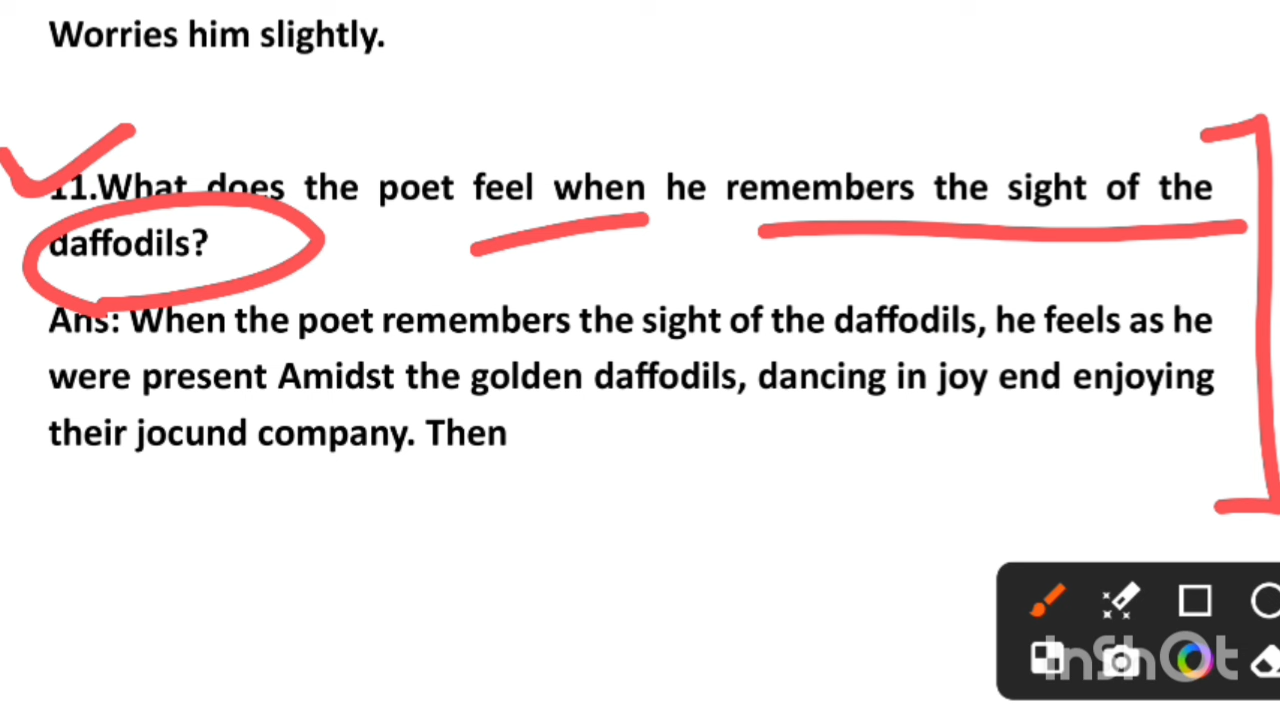 Worries him slightly.
11.What does the poet feel when he remembers the sight of the
daffodils?
Ans: When the poet remembers the sight of the daffodils, he feels as he
were present Amidst the golden daffodils, dancing in joy end enjoying
their jocund company. Then
InShOt